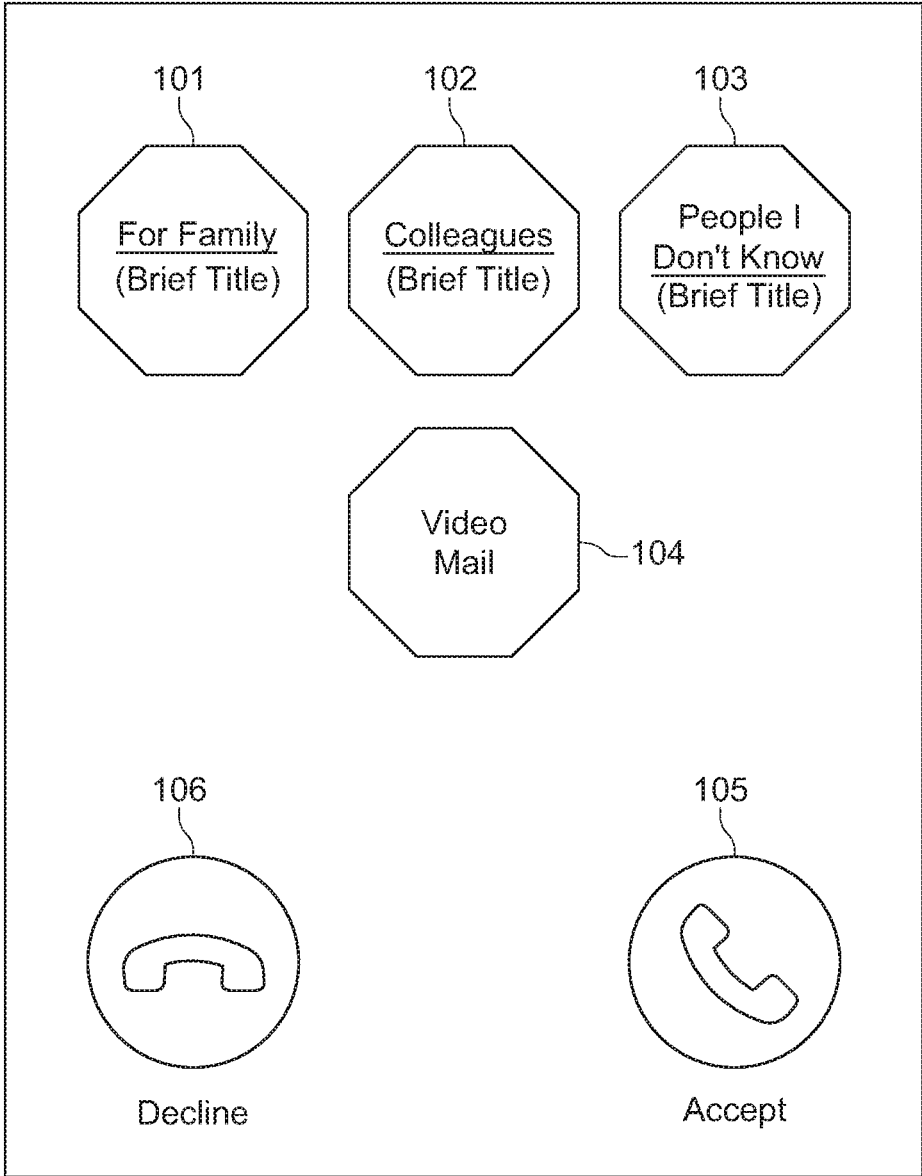 101
102
103
For Family
(Brief Title)
Colleagues
(Brief Title)
People I
Don't Know
(Brief Title)
Video
Mail
104
106
105
Decline
Accept